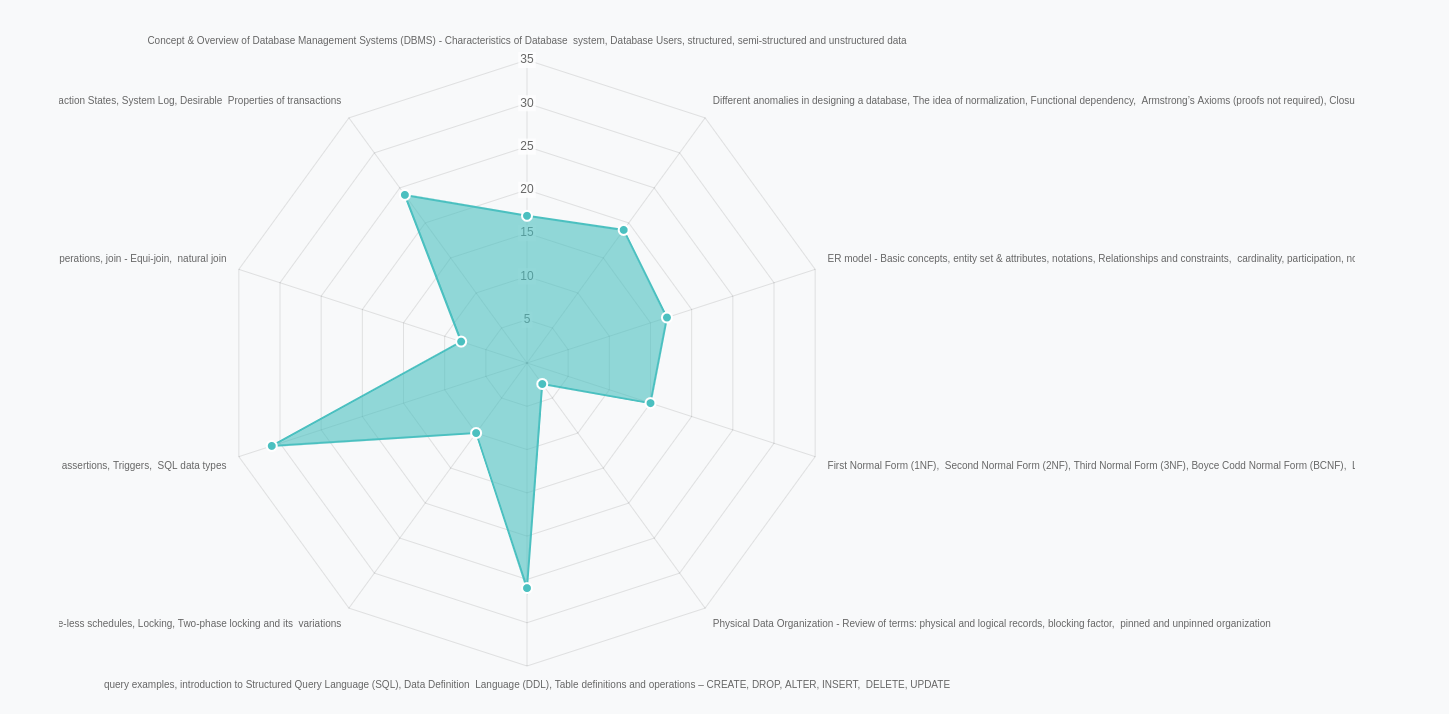 Concept & Overview of Database Management Systems (DBMS) - Characteristics of Database  system, Database Users, structured, semi-structured and unstructured data
35
action States, System Log, Desirable  Properties of transactions
Different anomalies in designing a database, The idea of normalization, Functional dependency,  Armstrong's Axioms (proofs not required), Closu
30
25
20
15
perations, join - Equi-join,  natural join
ER model - Basic concepts, entity set & attributes, notations, Relationships and constraints,  cardinality, participation, no
10
5
assertions, Triggers,  SQL data types
First Normal Form (1NF),  Second Normal Form (2NF), Third Normal Form (3NF), Boyce Codd Normal Form (BCNF),
e-less schedules, Locking, Two-phase locking and its  variations
Physical Data Organization - Review of terms: physical and logical records, blocking factor,  pinned and unpinned organization
query examples, introduction to Structured Query Language (SQL), Data Definition  Language (DDL), Table definitions and operations – CREATE, DROP, ALTER, INSERT,  DELETE, UPDATE